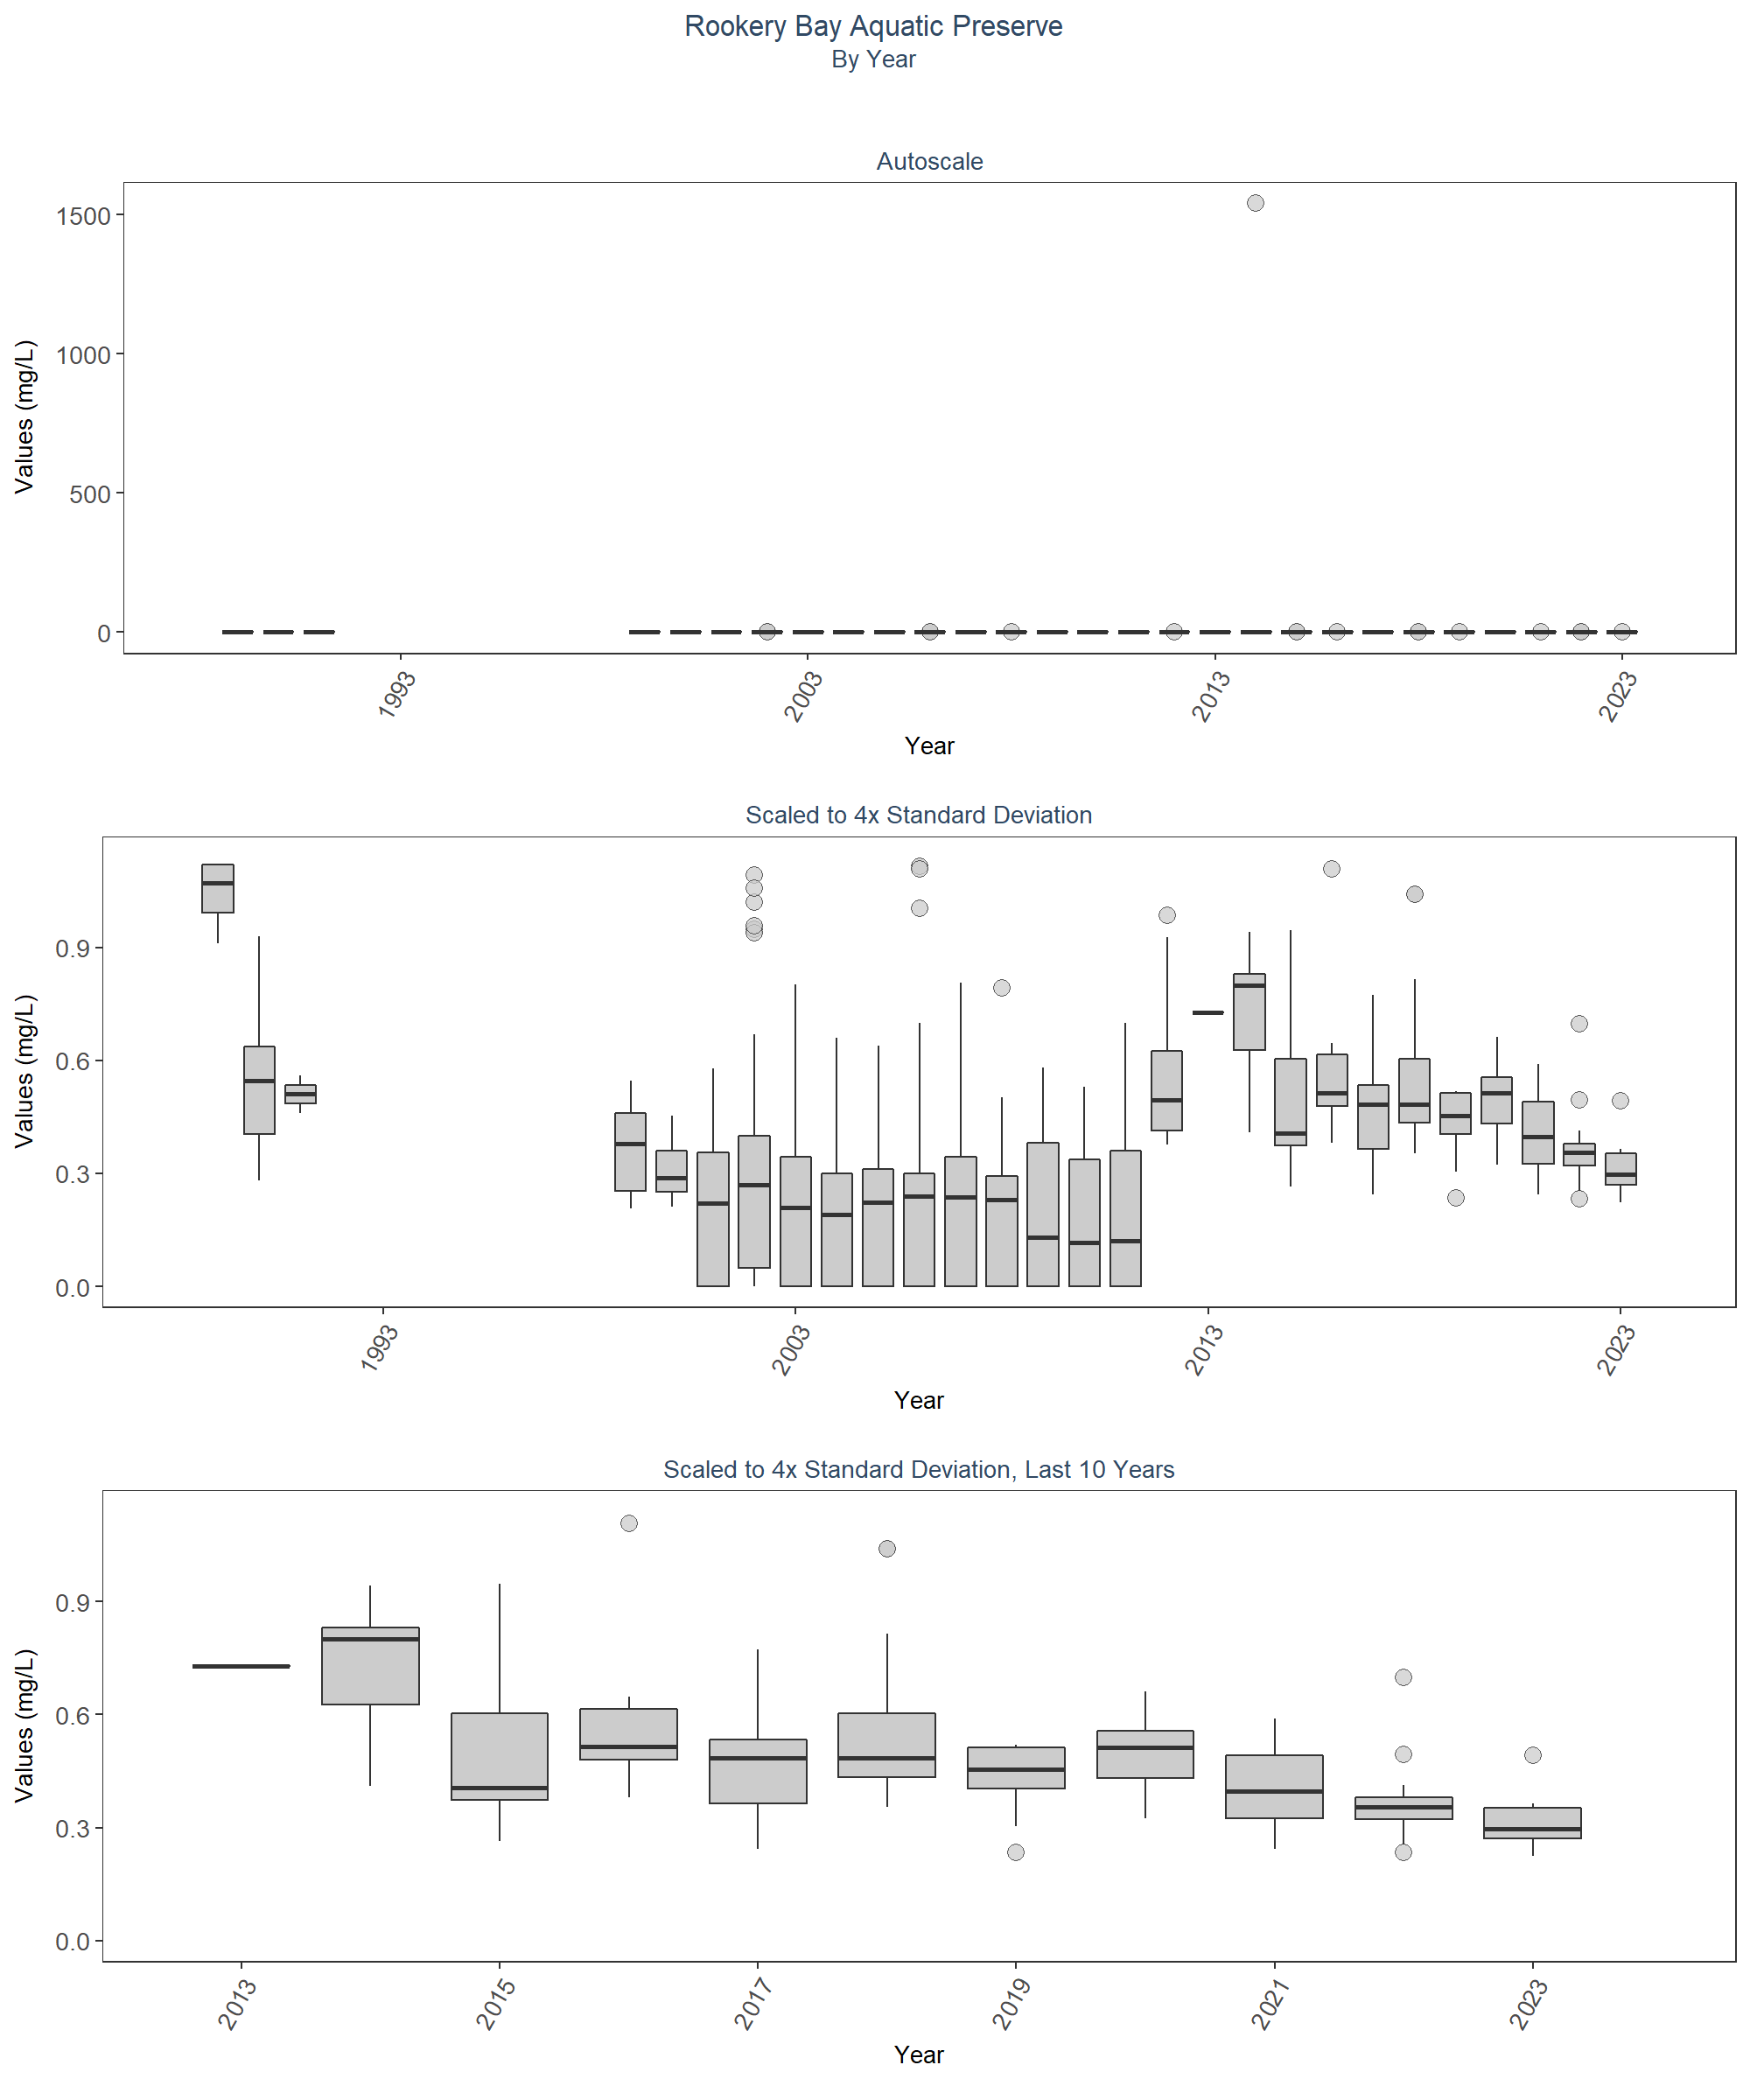 Rookery Bay Aquatic Preserve
By Year
Autoscale
Values (mg/L)
1500
1000
500
0
1993
2003
2013
2023
Year
Scaled to 4x Standard Deviation
Values (mg/L)
0.9
0.6
0.3
0.0
1993
2003
2013
2023
Year
Scaled to 4x Standard Deviation, Last 10 Years
Values (mg/L)
0.9
0.6
0.3
0.0
2013
2015
2017
2019
2021
2023
Year